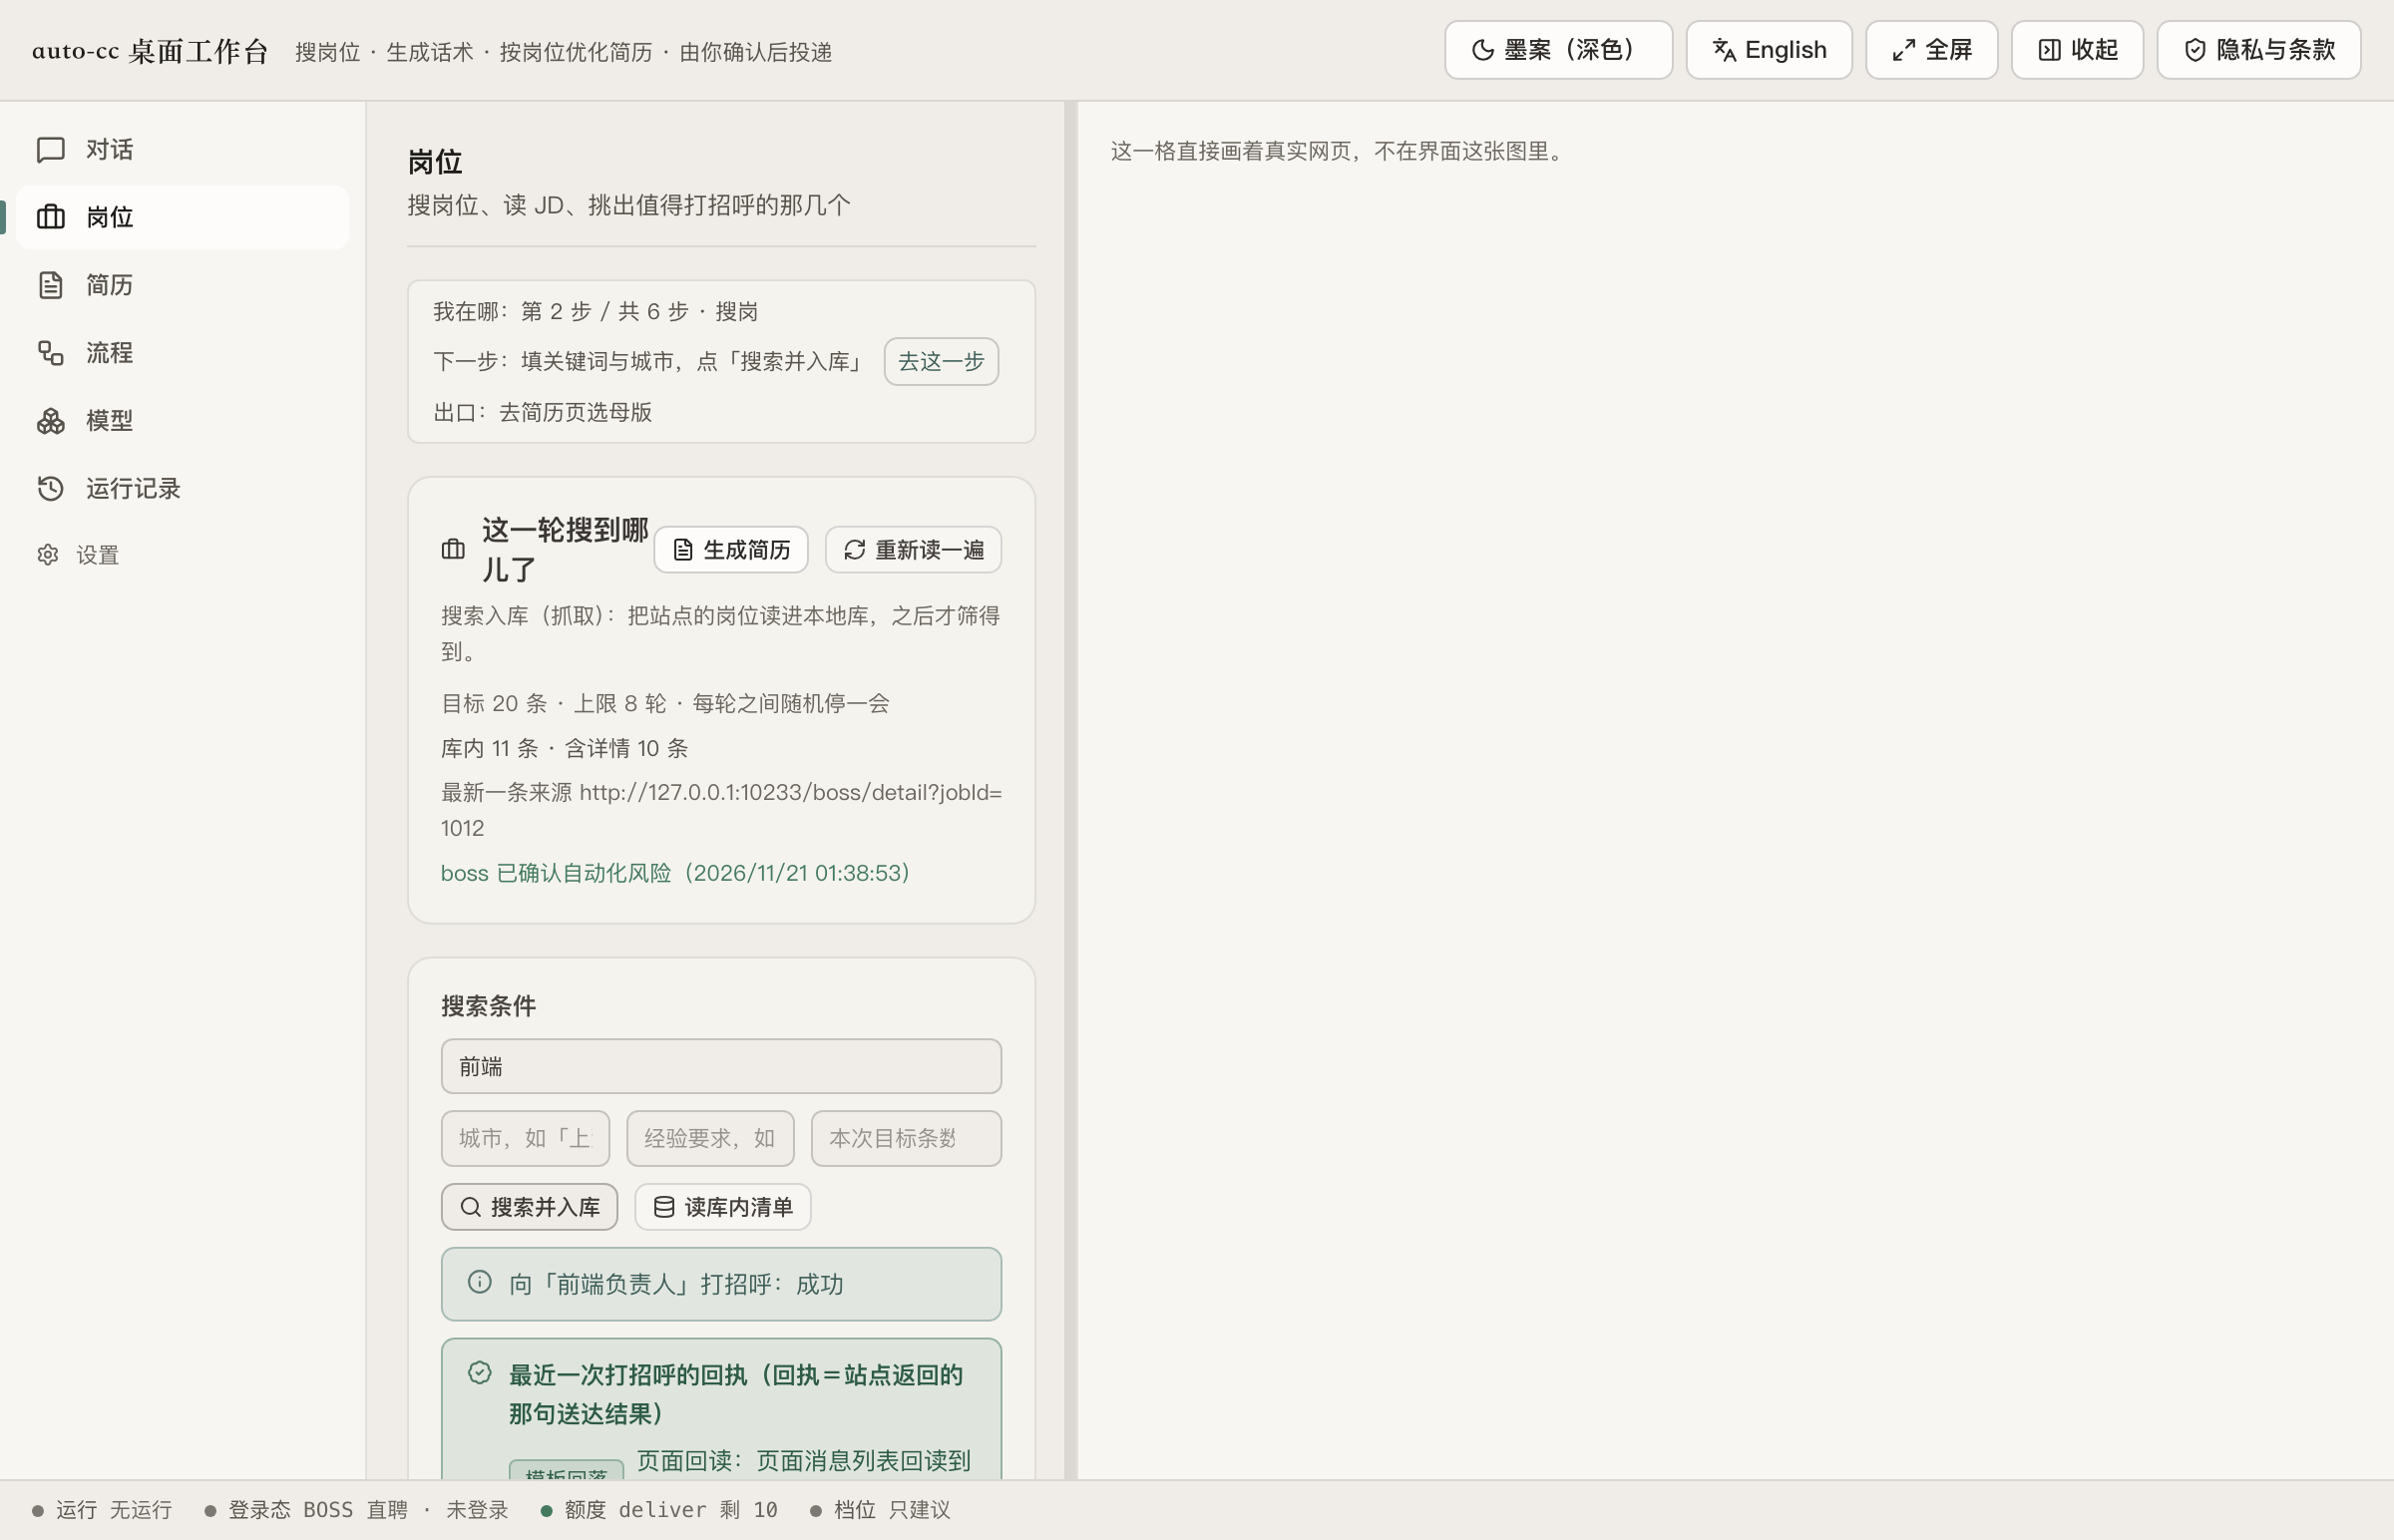 auto-cc 桌面工作台
搜岗位 · 生成话术 · 按岗位优化简历 · 由你确认后投递
墨案（深色）
English
全屏
收起
隐私与条款
对话
岗位
简历
流程
模型
运行记录
设置
岗位
搜岗位、读 JD、挑出值得打招呼的那几个
我在哪：第 2 步 / 共 6 步 · 搜岗
下一步：填关键词与城市，点「搜索并入库」 去这一步
出口：去简历页选母版
这一轮搜到哪
儿了
生成简历
重新读一遍
搜索入库（抓取）：把站点的岗位读进本地库，之后才筛得
到。
目标 20 条 · 上限 8 轮 · 每轮之间随机停一会
库内 11 条 · 含详情 10 条
最新一条来源 http://127.0.0.1:10233/boss/detail?jobId=
1012
boss 已确认自动化风险（2026/11/21 01:38:53）
搜索条件
前端
城市，如「上
经验要求，如
本次目标条数
搜索并入库
读库内清单
向「前端负责人」打招呼：成功
最近一次打招呼的回执（回执＝站点返回的
那句送达结果）
模板回落
页面回读：页面消息列表回读到
这一格直接画着真实网页，不在界面这张图里。
运行 无运行
登录态 BOSS 直聘 · 未登录
额度 deliver 剩 10
档位 只建议